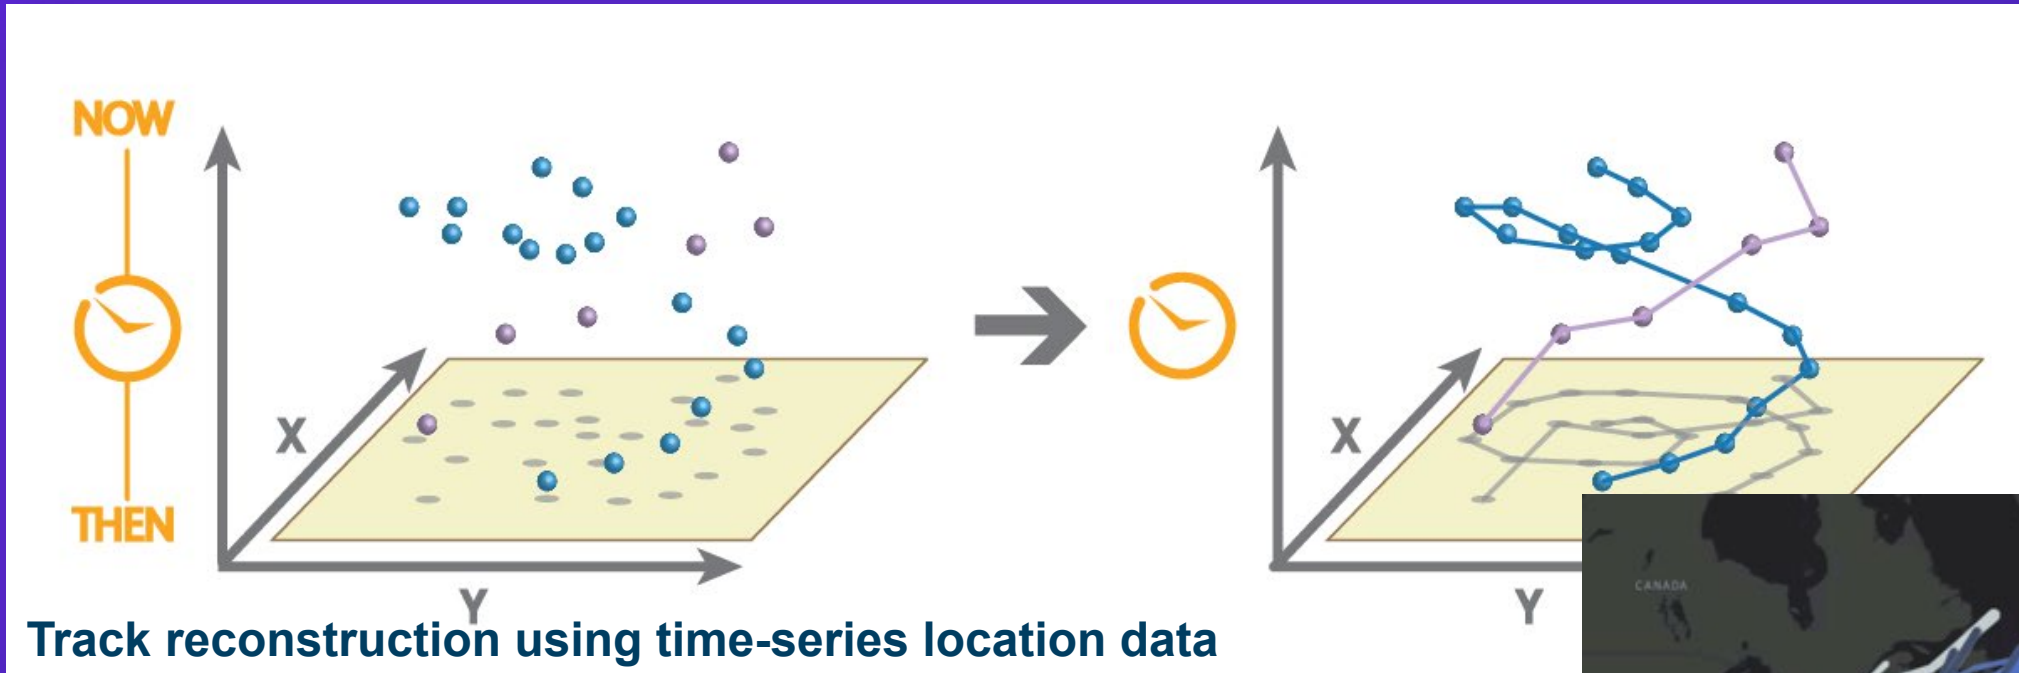 NOW
THEN
X
Y
X
Y
CANADA
Track reconstruction using time-series location data